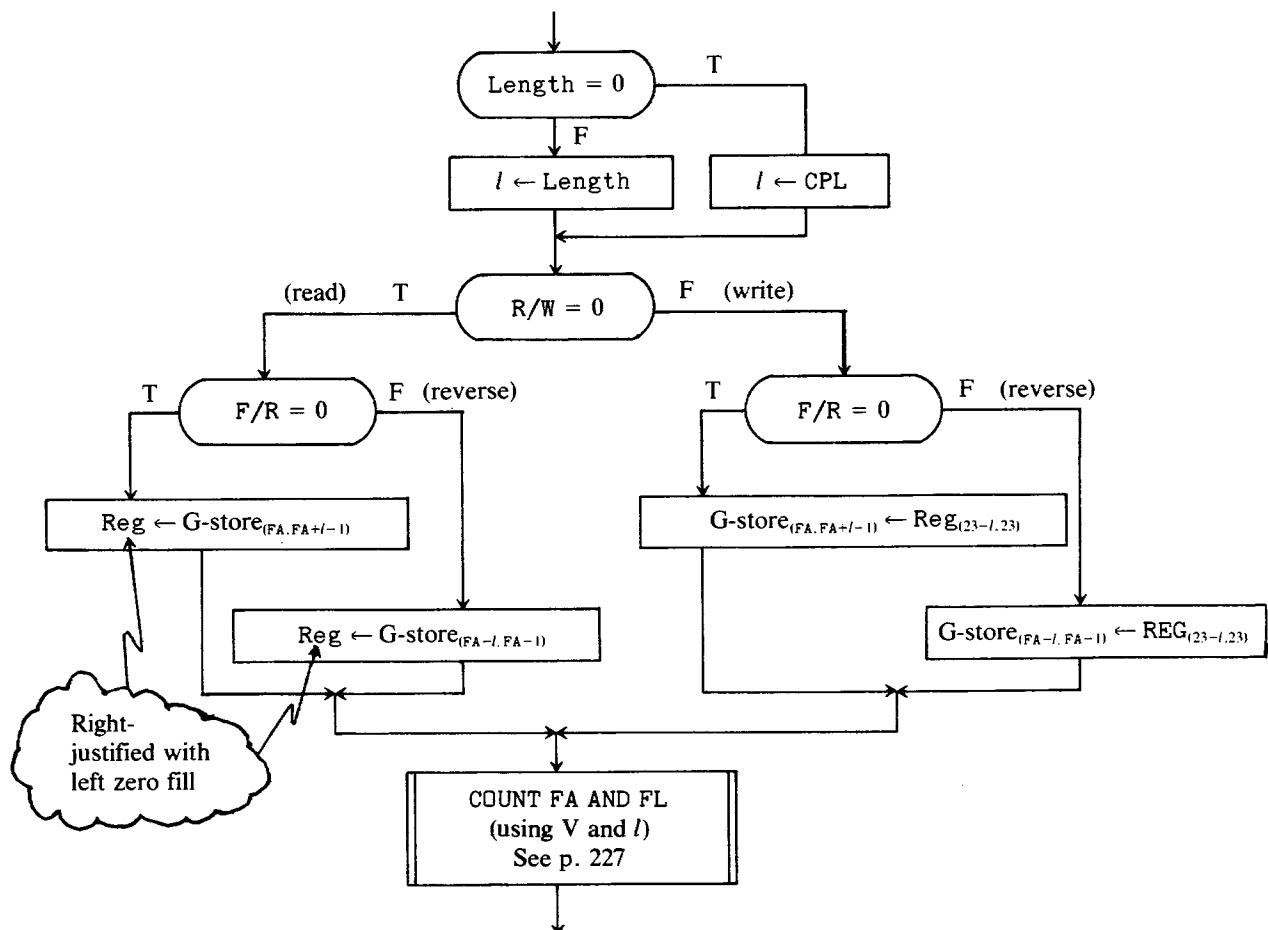 T
Length = 0
F
l ← Length
l ← CPL
(read) T
F (write)
R/W = 0
T
F (reverse)
F/R = 0
T
F (reverse)
F/R = 0
Reg ← G-store(FA,FA+l−1)
G-store(FA,FA+l−1) ← Reg(23−l,23)
Reg ← G-store(FA−l,FA−1)
G-store(FA−l,FA−1) ← REG(23−l,23)
Right-
justified with
left zero fill
COUNT FA AND FL
(using V and l)
See p. 227